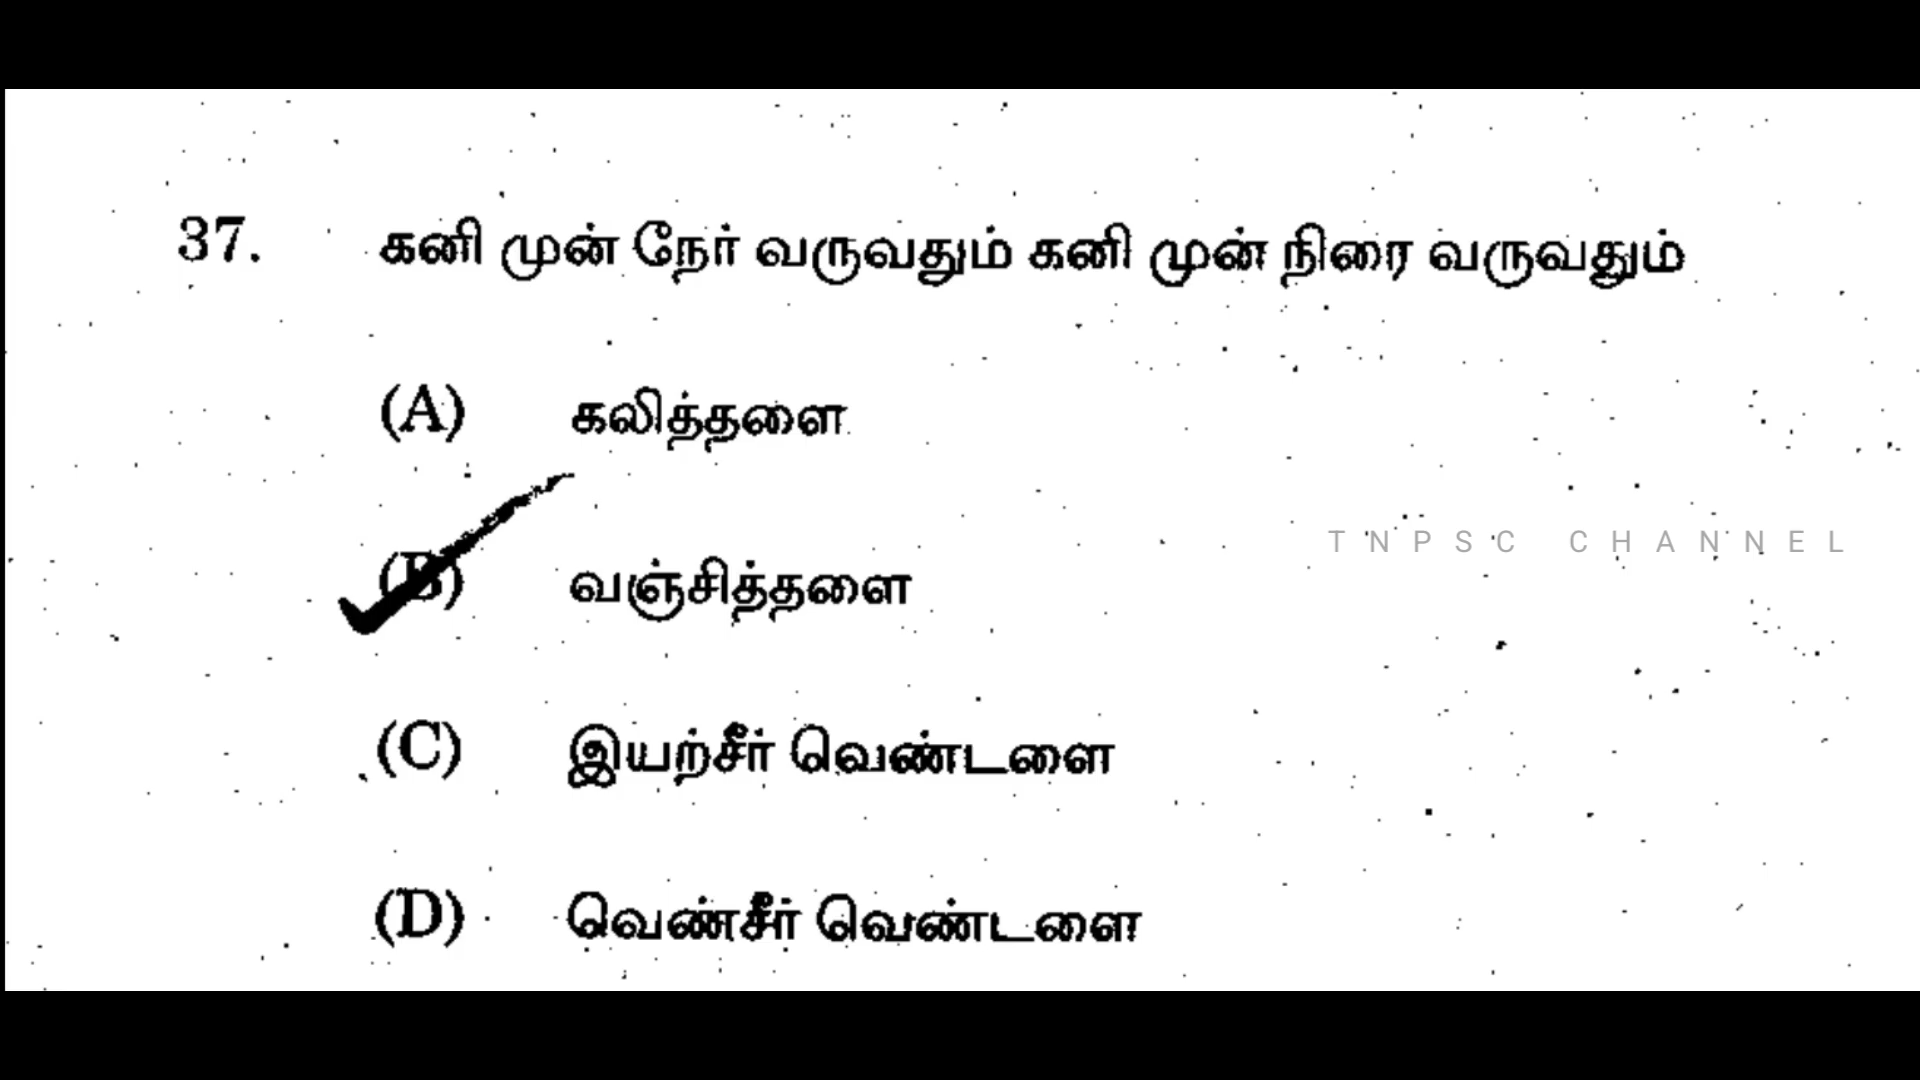 37. கனி முன் நேர் வருவதும் கனி முன் நிரை வருவதும்
(A) கலித்தளை
(B) வஞ்சித்தளை
TNPSC CHANNEL
(C) இயற்சீர் வெண்டளை
(D) வெண்சீர் வெண்டளை